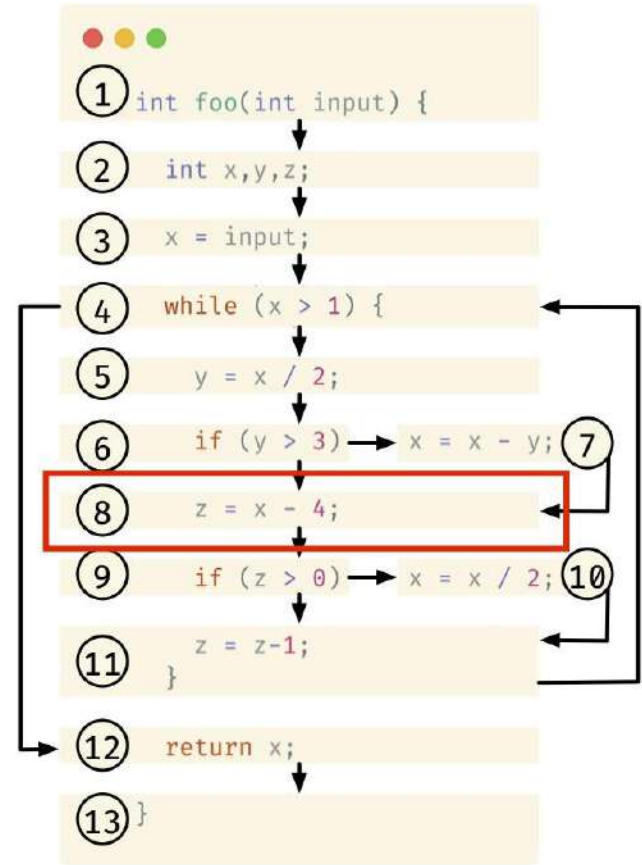 1 int foo(int input) {
2 int x,y,z;
3 x = input;
4 while (x > 1) {
5 y = x / 2;
6 if (y > 3) x = x - y; 7
8 z = x - 4;
9 if (z > 0) x = x / 2; 10
11 z = z-1;
}
12 return x;
13 }